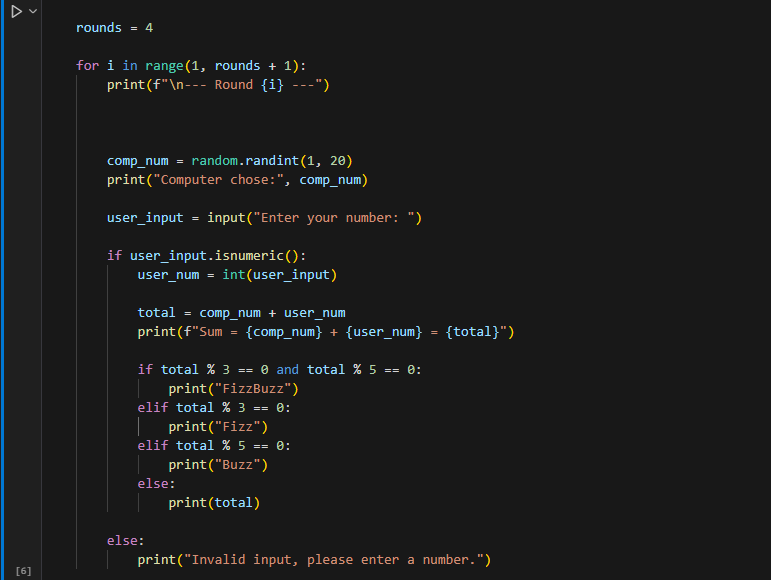 rounds = 4
for i in range(1, rounds + 1):
    print(f"\n--- Round {i} ---")
    comp_num = random.randint(1, 20)
    print("Computer chose:", comp_num)
    user_input = input("Enter your number: ")
    if user_input.isnumeric():
        user_num = int(user_input)
        total = comp_num + user_num
        print(f"Sum = {comp_num} + {user_num} = {total}")
        if total % 3 == 0 and total % 5 == 0:
            print("FizzBuzz")
        elif total % 3 == 0:
            print("Fizz")
        elif total % 5 == 0:
            print("Buzz")
        else:
            print(total)
    else:
        print("Invalid input, please enter a number.")
[6]